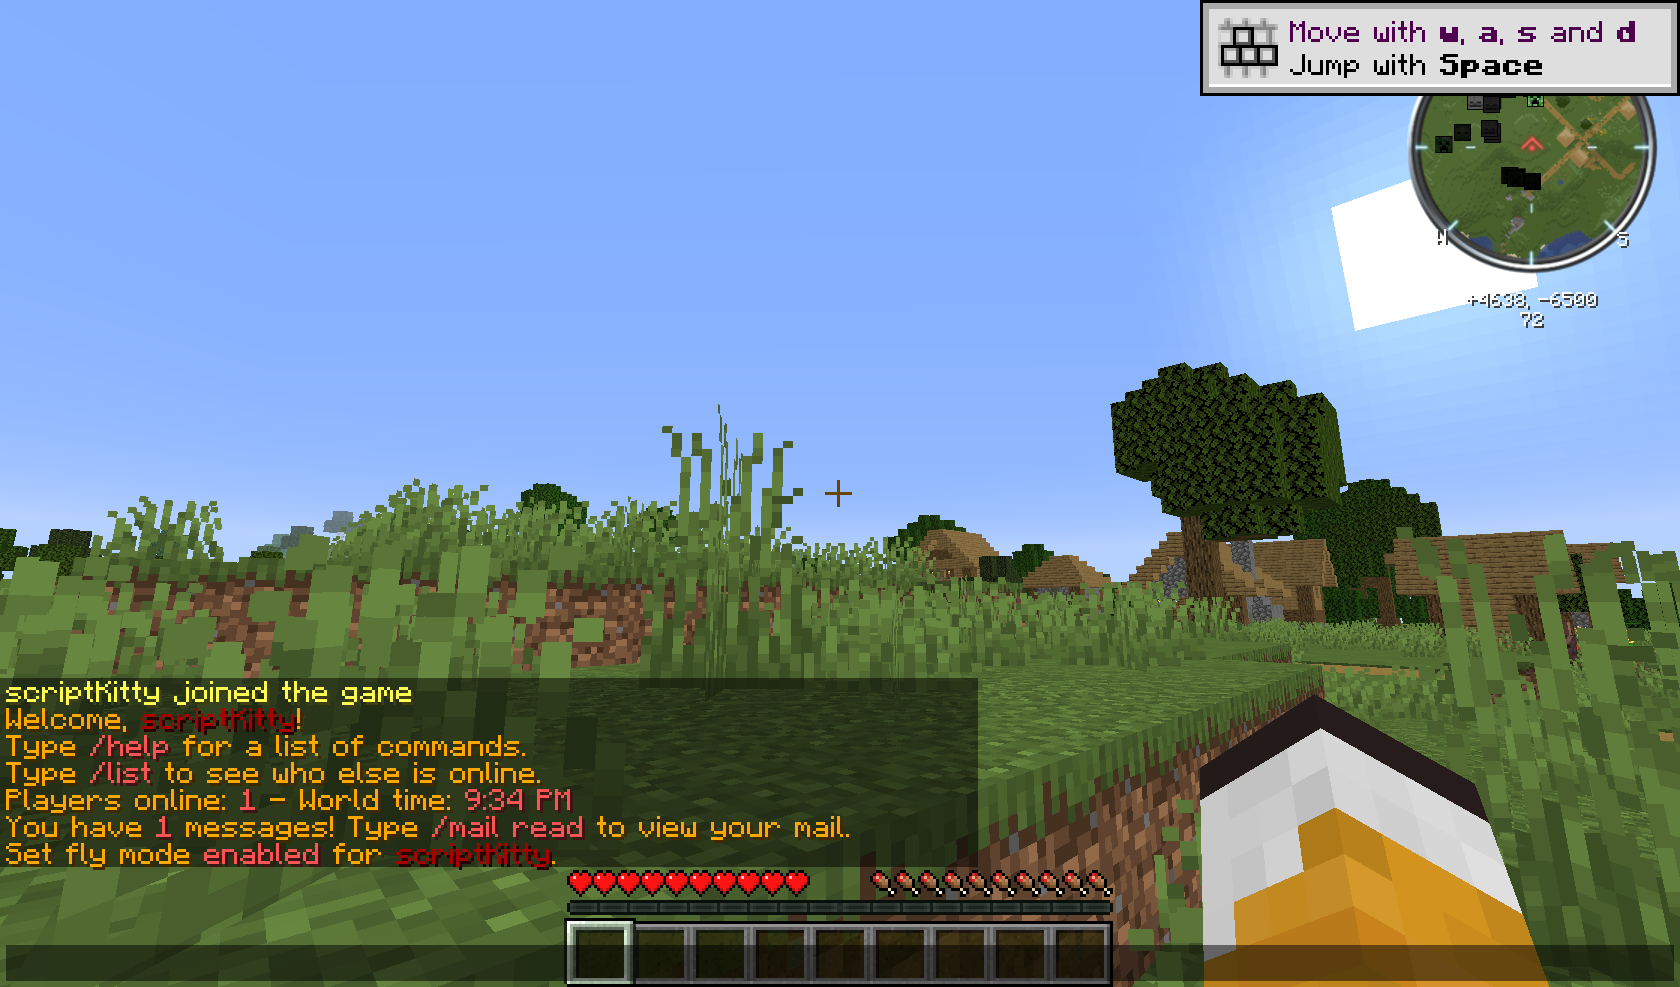 Move with w, a, s and d
Jump with Space
N
S
+4638, -6500
72
scriptKitty joined the game
Welcome, scriptKitty!
Type /help for a list of commands.
Type /list to see who else is online.
Players online: 1 - World time: 9:34 PM
You have 1 messages! Type /mail read to view your mail.
Set fly mode enabled for scriptKitty.